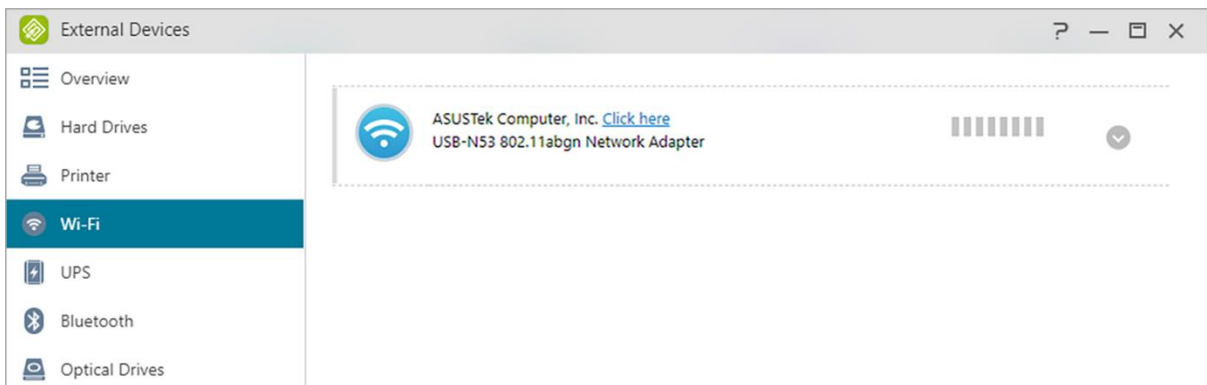 External Devices
Overview
Hard Drives
Printer
Wi-Fi
UPS
Bluetooth
Optical Drives
ASUSTek Computer, Inc. Click here
USB-N53 802.11abgn Network Adapter